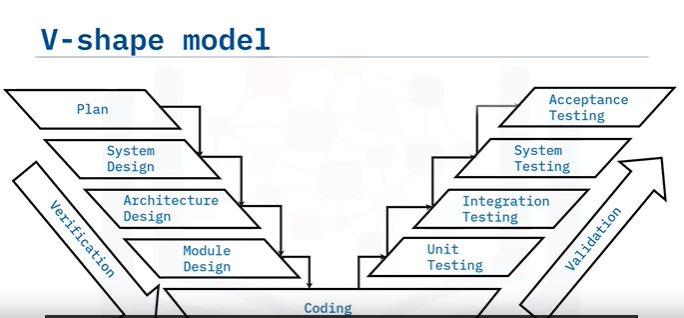 V-shape model
Plan
System
Design
Architecture
Design
Module
Design
Verification
Coding
Unit
Testing
Integration
Testing
System
Testing
Acceptance
Testing
Validation